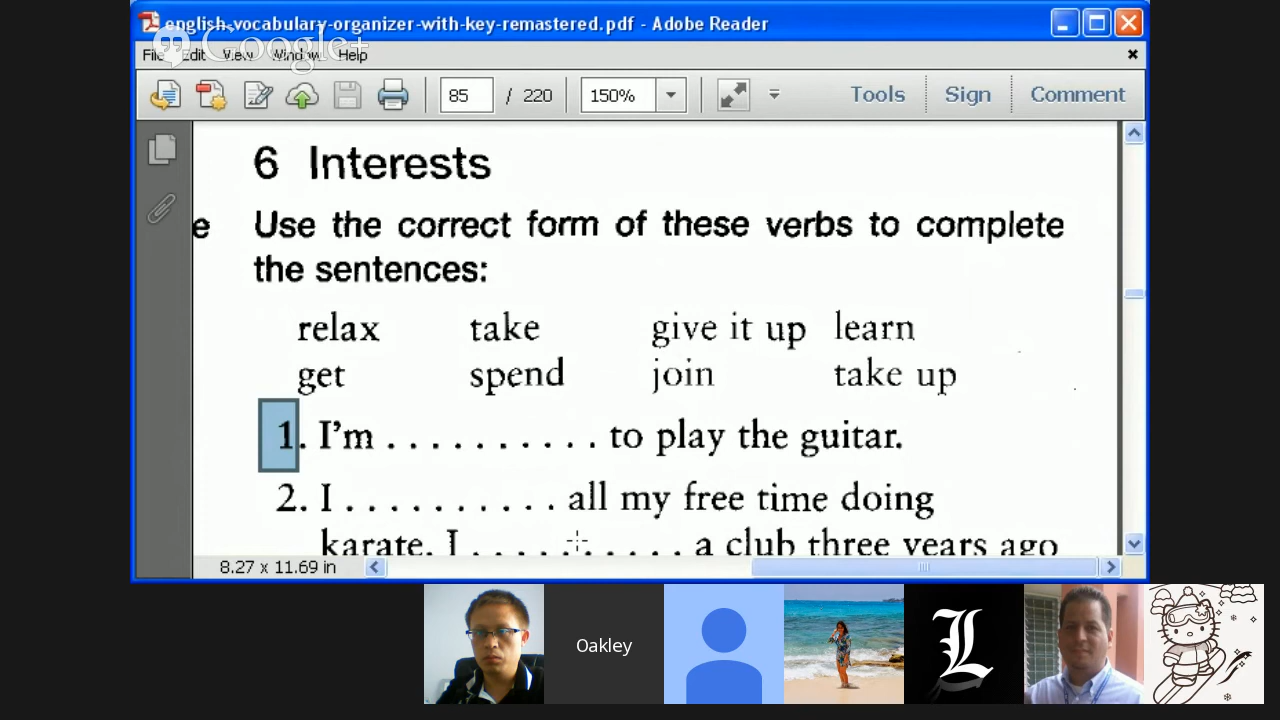 english-vocabulary-organizer-with-key-remastered.pdf - Adobe Reader
Google+
File Edit View Window Help
85 / 220 150% Tools Sign Comment
6 Interests
e Use the correct form of these verbs to complete
the sentences:
relax take give it up learn
get spend join take up
1. I'm .......... to play the guitar.
2. I .......... all my free time doing
karate. I .......... a club three years ago
8.27 x 11.69 in
Oakley
L